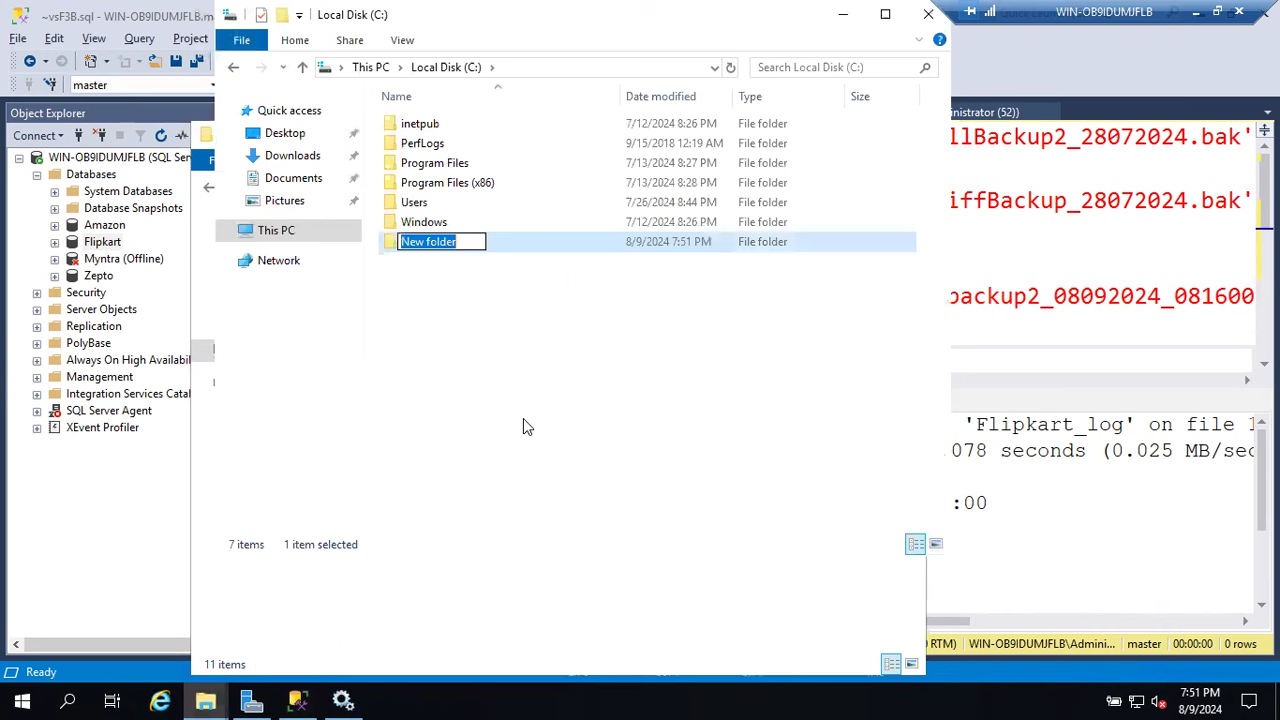 ~vsF3B.sql -
Local Disk (C:)
WIN-OB9IDUMJFLB
File Edit View Query Project
File Home Share View
master
This PC Local Disk (C:)
Search Local Disk (C:)
Object Explorer
Connect
WIN-OB9IDUMJFLB (SQL Ser
Databases
System Databases
Database Snapshots
Amazon
Flipkart
Myntra (Offline)
Zepto
Security
Server Objects
Replication
PolyBase
Always On High Availabi
Management
Integration Services Catal
SQL Server Agent
XEvent Profiler
Quick access
Desktop
Downloads
Documents
Pictures
This PC
Network
Name Date modified Type Size
inetpub 7/12/2024 8:26 PM File folder
PerfLogs 9/15/2018 12:19 AM File folder
Program Files 7/13/2024 8:27 PM File folder
Program Files (x86) 7/13/2024 8:28 PM File folder
Users 7/26/2024 8:44 PM File folder
Windows 7/12/2024 8:26 PM File folder
New folder 8/9/2024 7:51 PM File folder
7 items 1 item selected
11 items
inistrator (52))
llBackup2_28072024.bak'
iffBackup_28072024.bak'
backup2_08092024_081600
'Flipkart_log' on file 1
078 seconds (0.025 MB/sec
:00
RTM) WIN-OB9IDUMJFLB\Admini... master 00:00:00 0 rows
Ready
7:51 PM
8/9/2024